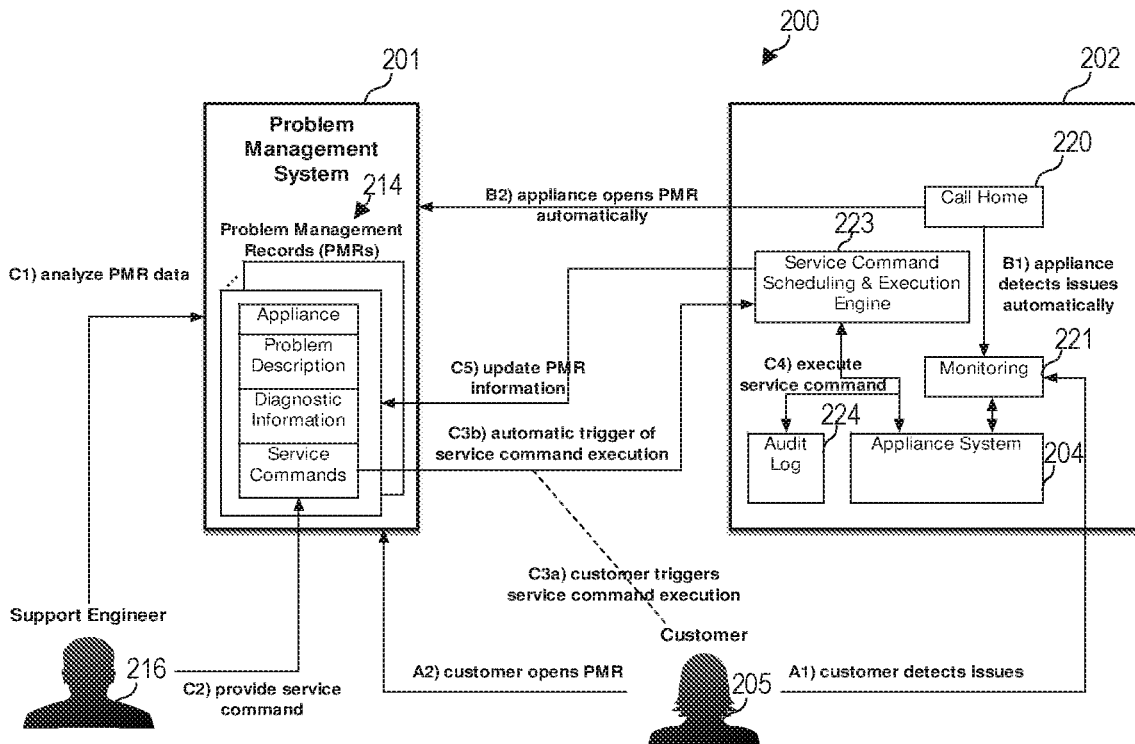 200
201
202
Problem
Management
System
214
Problem Management
Records (PMRs)
Appliance
Problem
Description
Diagnostic
Information
Service
Commands
C1) analyze PMR data
B2) appliance opens PMR
automatically
220
Call Home
223
Service Command
Scheduling & Execution
Engine
B1) appliance
detects issues
automatically
C5) update PMR
information
C4) execute
service command
221
Monitoring
C3b) automatic trigger of
service command execution
224
Audit
Log
Appliance System
204
C3a) customer triggers
service command execution
Support Engineer
216
C2) provide service
command
A2) customer opens PMR
Customer
205
A1) customer detects issues